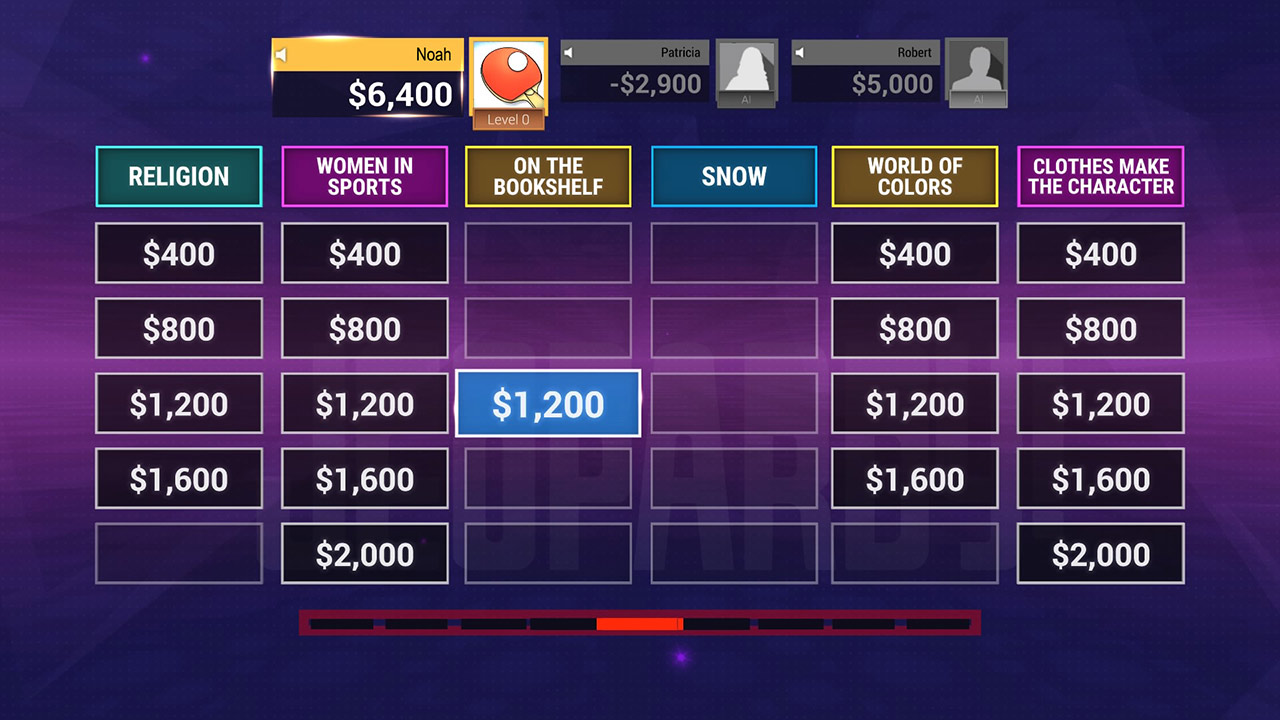 Noah
$6,400
Level 0
Patricia
-$2,900
AI
Robert
$5,000
AI
RELIGION
WOMEN IN
SPORTS
ON THE
BOOKSHELF
SNOW
WORLD OF
COLORS
CLOTHES MAKE
THE CHARACTER
$400
$400
$400
$400
$800
$800
$800
$800
$1,200
$1,200
$1,200
$1,200
$1,200
$1,600
$1,600
$1,600
$1,600
$2,000
$2,000
JEOPARDY!